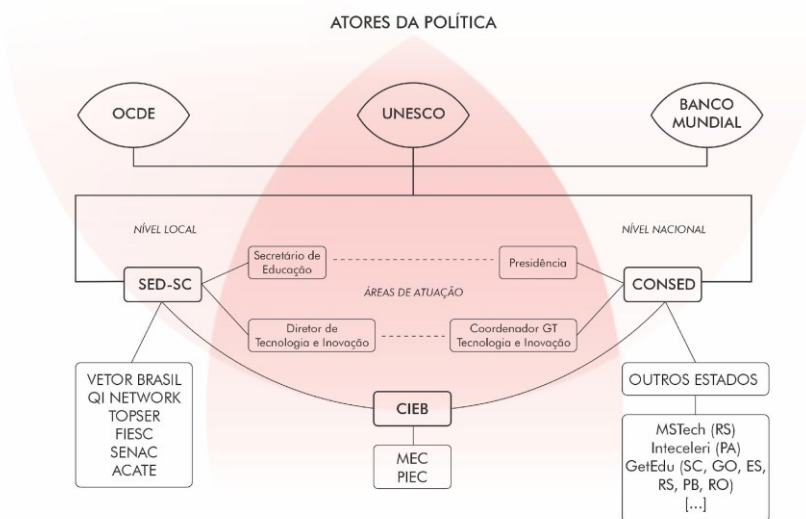 ATORES DA POLÍTICA
OCDE
UNESCO
BANCO
MUNDIAL
NÍVEL LOCAL
NÍVEL NACIONAL
Secretário de
Educação
Presidência
SED-SC
ÁREAS DE ATUAÇÃO
CONSED
Diretor de
Tecnologia e Inovação
Coordenador GT
Tecnologia e Inovação
VETOR BRASIL
QI NETWORK
TOPSER
FIESC
SENAC
ACATE
CIEB
MEC
PIEC
OUTROS ESTADOS
MSTech (RS)
Inteceleri (PA)
GetEdu (SC, GO, ES,
RS, PB, RO)
[...]